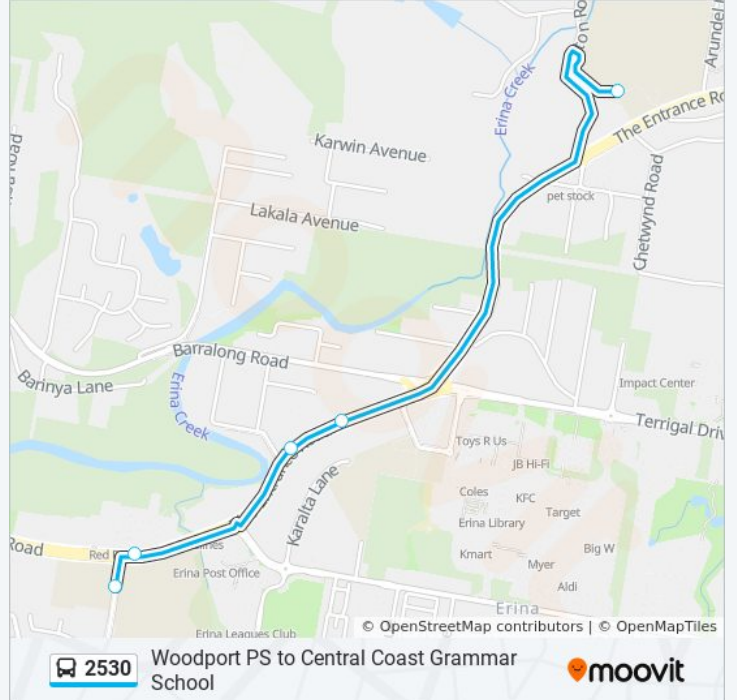 Erina Creek
The Entrance Ro
Karwin Avenue
Chetwynd Road
pet stock
Lakala Avenue
Barralong Road
Barinya Lane
Erina Creek
Impact Center
Terrigal Driv
Toys R Us
JB Hi-Fi
Karalta Lane
Coles
KFC
Target
Erina Library
Road
Kmart
Myer
Big W
Erina Post Office
Aldi
Erina
Erina Leagues Club
© OpenStreetMap contributors | © OpenMapTiles
2530
Woodport PS to Central Coast Grammar
School
moovit